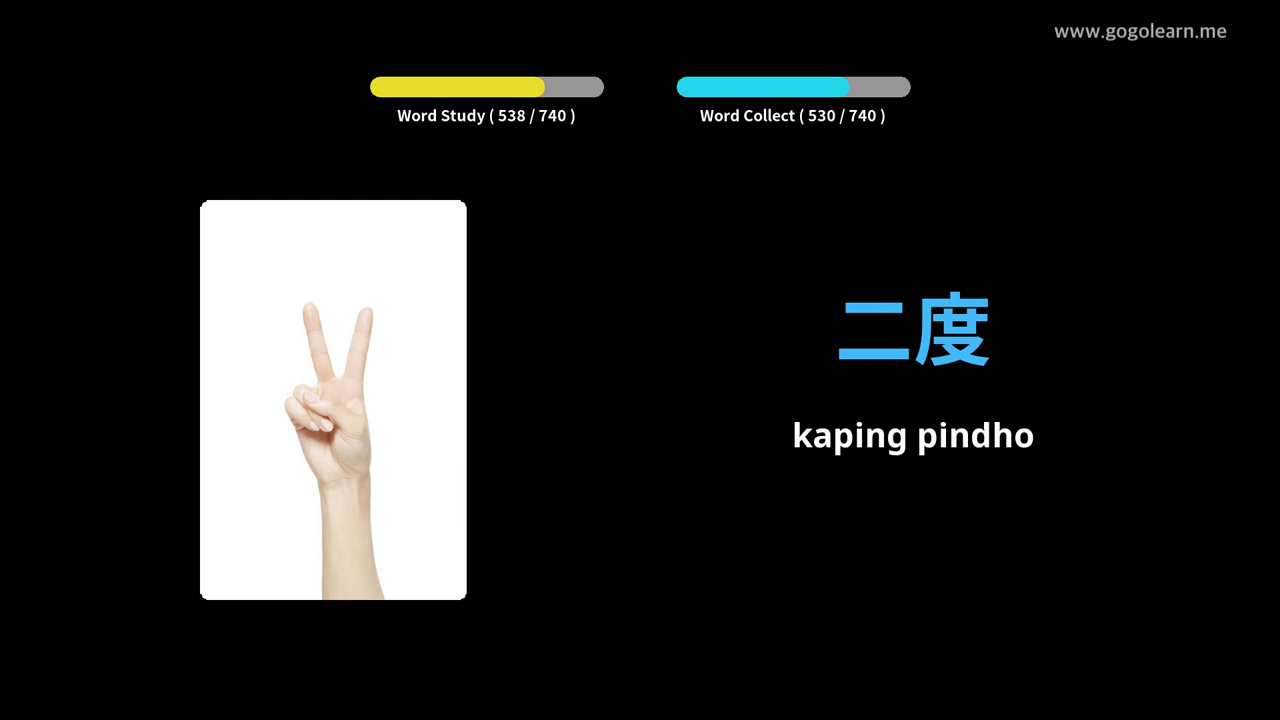 www.gogolearn.me
Word Study ( 538 / 740 )
Word Collect ( 530 / 740 )
二度
kaping pindho